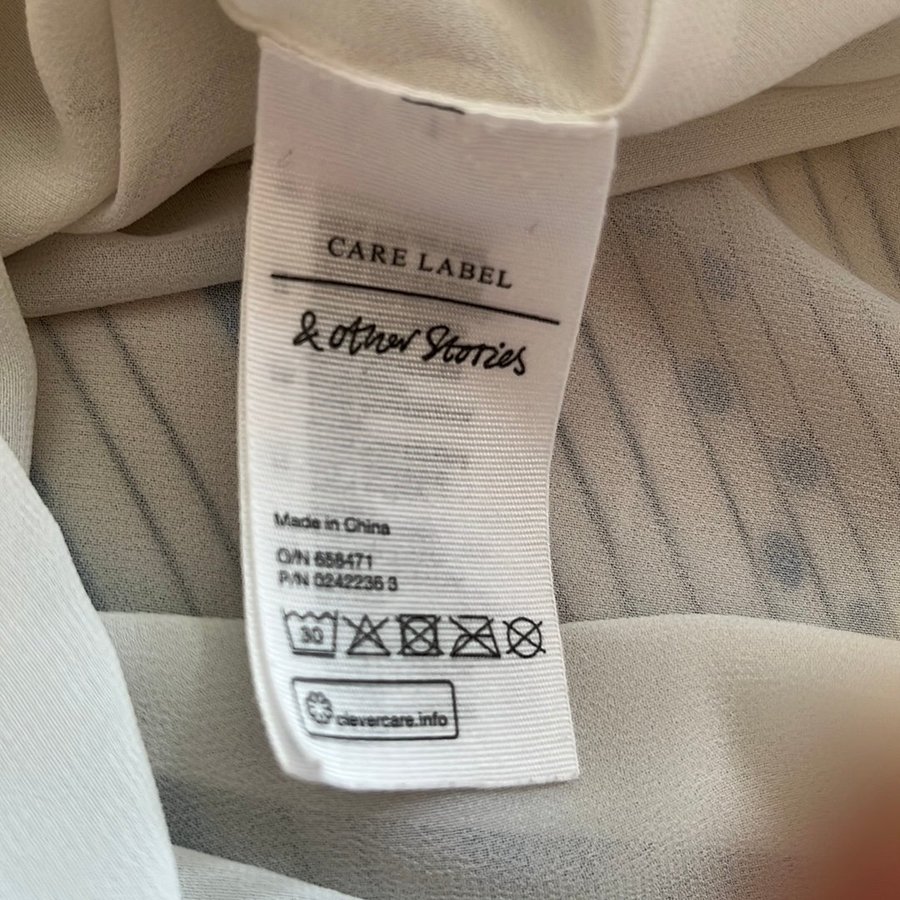 CARE LABEL
& other Stories
Made in China
O/N 658471
P/N 0242236 3
30
clevercare.info